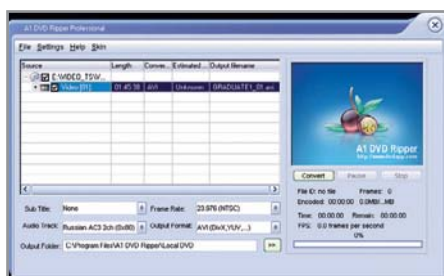 A1 DVD Ripper Professional
File Settings Help Skin
Source Length Conver... Estimated ... Output filename
E:\VIDEO_TS\V...
Video [01] 01:45:38 AVI Unknown GRADUATE1_01.avi
A1 DVD Ripper
Convert Pause Stop
File ID: no file Frames: 0
Encoded: 00:00:00 0.0MB/...MB
Time: 00:00:00 Remain: 00:00:00
FPS: 0.0 frames per second
0%
Sub Title: None Frame Rate: 23.976 (NTSC)
Audio Track: Russian AC3 2ch (0x80) Output Format: AVI (DivX,YUV,...)
Output Folder: C:\Program Files\A1 DVD Ripper\Local DVD